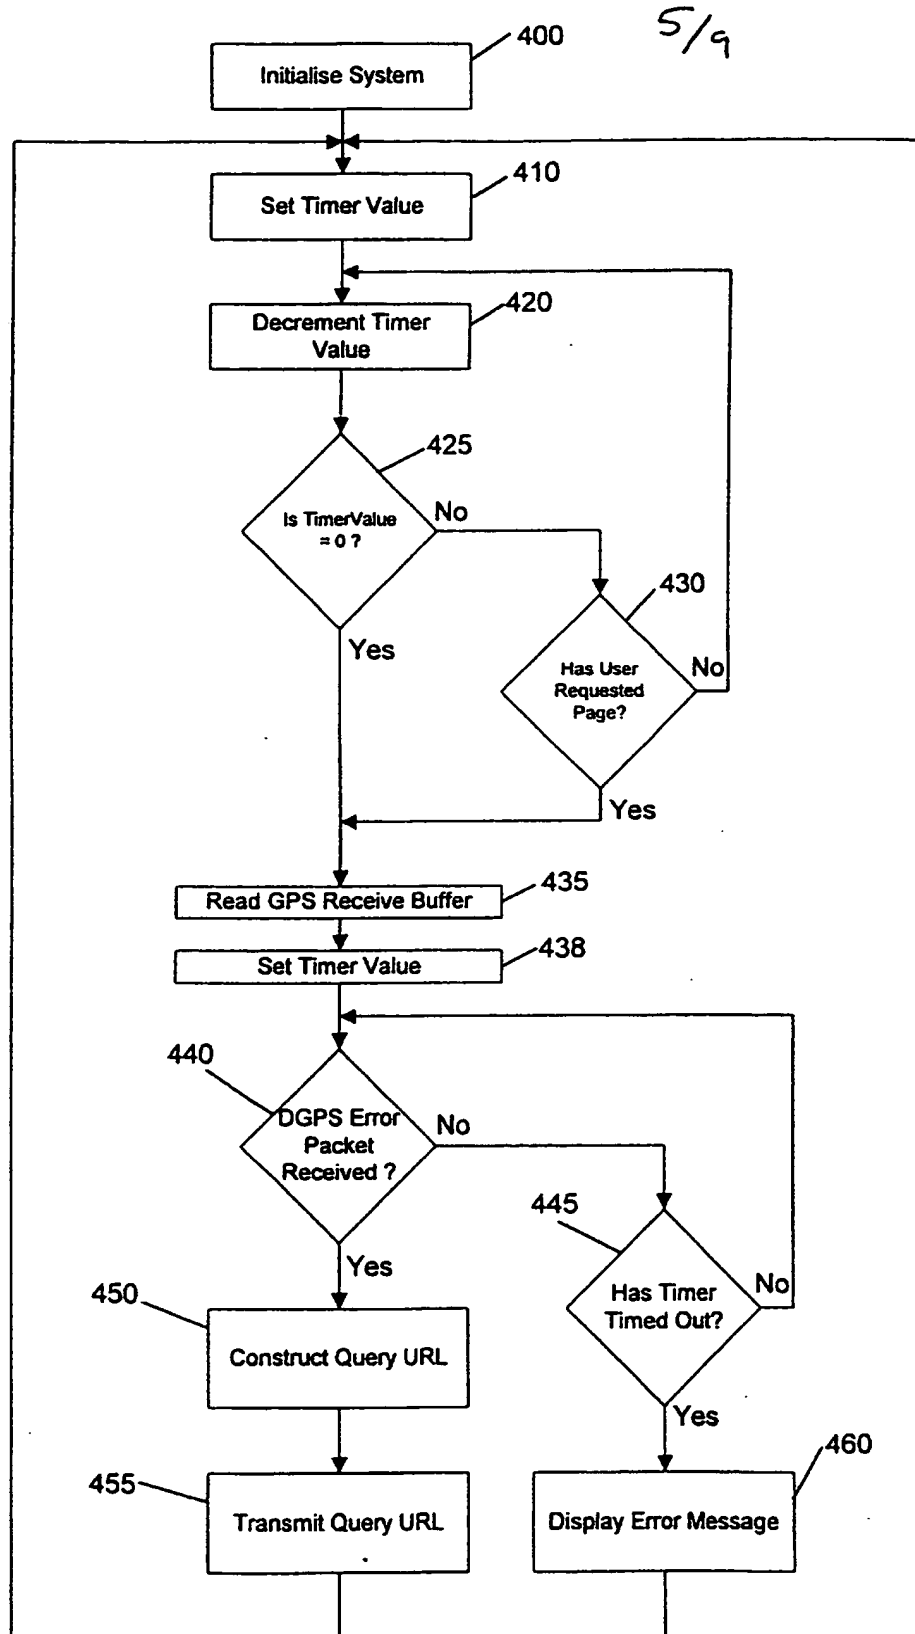 5/9
400
Initialise System
410
Set Timer Value
420
Decrement Timer
Value
425
Is TimerValue
= 0 ?
No
430
Has User
Requested
Page?
No
Yes
Yes
435
Read GPS Receive Buffer
438
Set Timer Value
440
DGPS Error
Packet
Received ?
No
445
Has Timer
Timed Out?
No
Yes
450
Construct Query URL
Yes
455
Transmit Query URL
460
Display Error Message